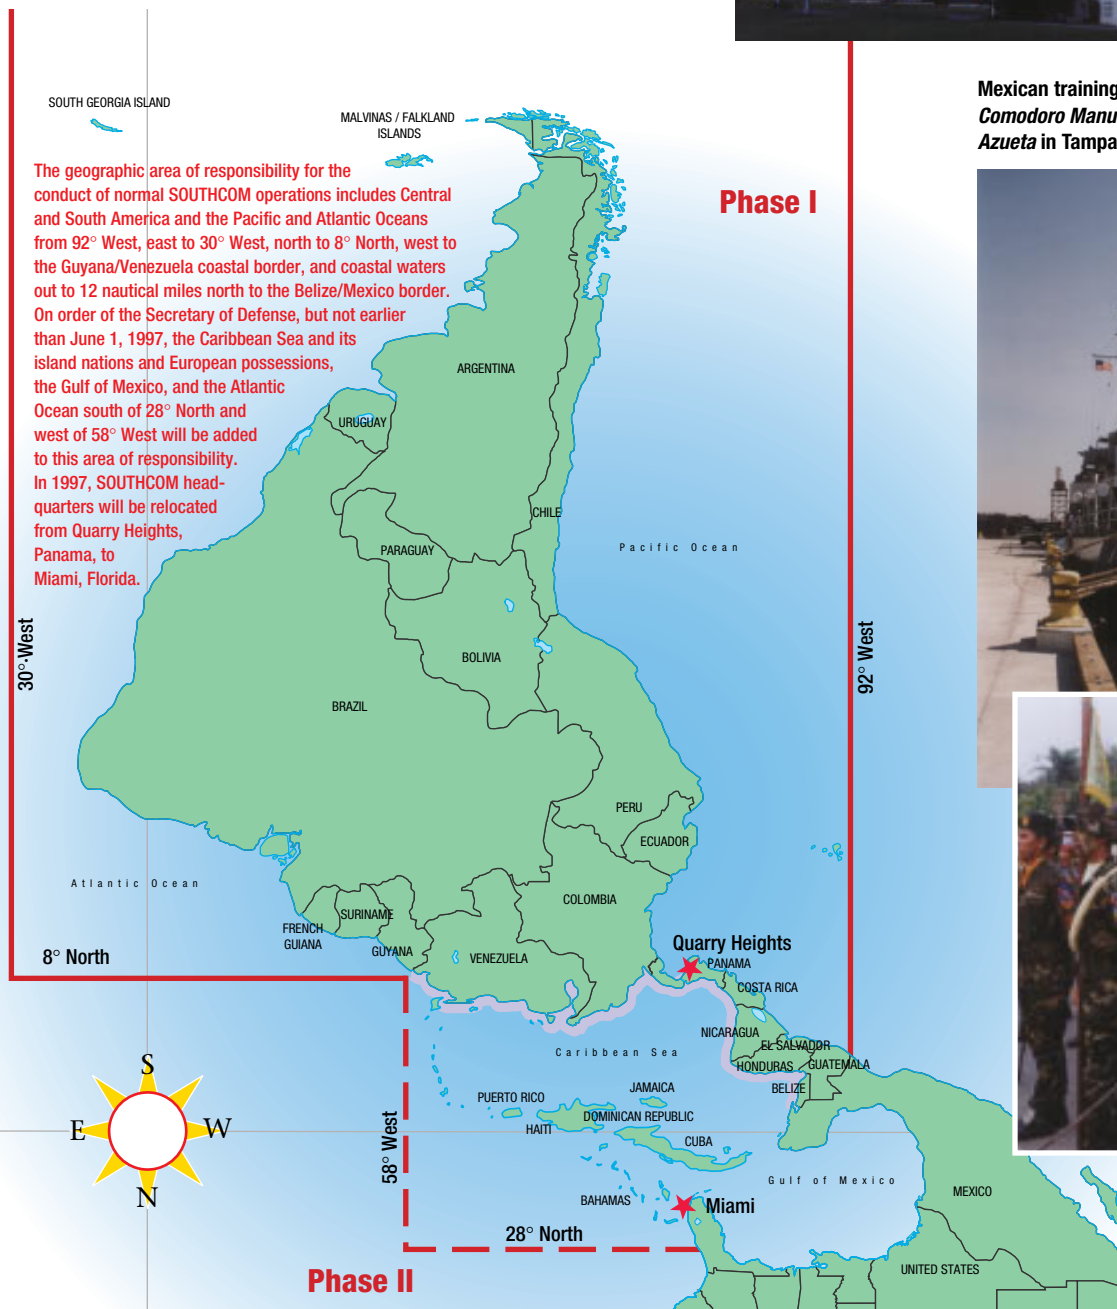 Mexican training
Comodoro Manu
Azueta in Tampa
SOUTH GEORGIA ISLAND
MALVINAS / FALKLAND
ISLANDS
The geographic area of responsibility for the
conduct of normal SOUTHCOM operations includes Central
and South America and the Pacific and Atlantic Oceans
from 92° West, east to 30° West, north to 8° North, west to
the Guyana/Venezuela coastal border, and coastal waters
out to 12 nautical miles north to the Belize/Mexico border.
On order of the Secretary of Defense, but not earlier
than June 1, 1997, the Caribbean Sea and its
island nations and European possessions,
the Gulf of Mexico, and the Atlantic
Ocean south of 28° North and
west of 58° West will be added
to this area of responsibility.
In 1997, SOUTHCOM head-
quarters will be relocated
from Quarry Heights,
Panama, to
Miami, Florida.
Phase I
ARGENTINA
URUGUAY
CHILE
PARAGUAY
Pacific Ocean
30° West
92° West
BOLIVIA
BRAZIL
PERU
ECUADOR
Atlantic Ocean
COLOMBIA
SURINAME
FRENCH
GUIANA
GUYANA
VENEZUELA
8° North
Quarry Heights
PANAMA
COSTA RICA
NICARAGUA
EL SALVADOR
HONDURAS
GUATEMALA
BELIZE
Caribbean Sea
S
E
W
N
PUERTO RICO
JAMAICA
DOMINICAN REPUBLIC
HAITI
CUBA
58° West
Gulf of Mexico
BAHAMAS
Miami
MEXICO
28° North
UNITED STATES
Phase II